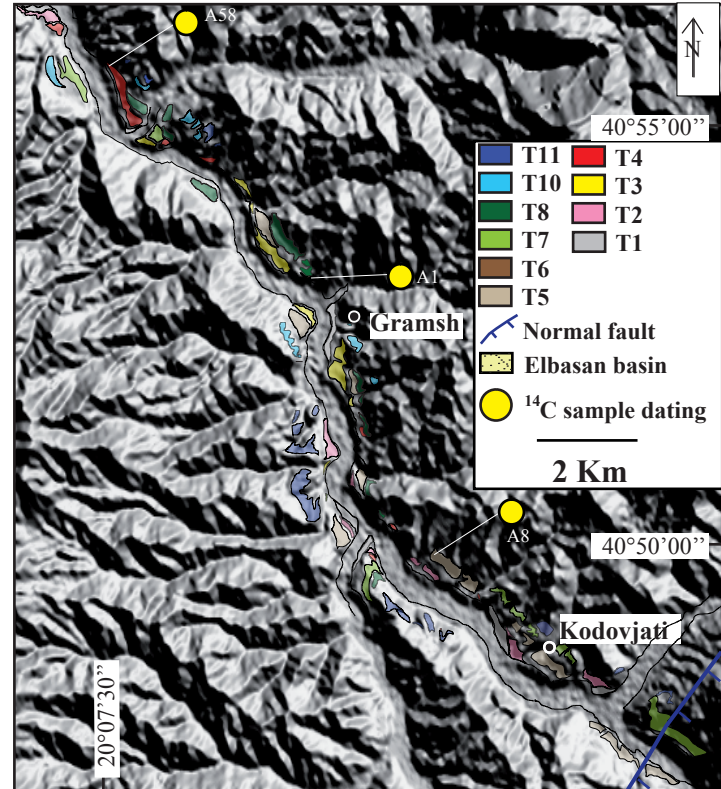 A58
N
40°55'00''
T11 T4
T10 T3
T8 T2
T7 T1
T6
T5
A1
Gramsh
Normal fault
Elbasan basin
¹⁴C sample dating
2 Km
A8
40°50'00''
Kodovjati
20°07'30''